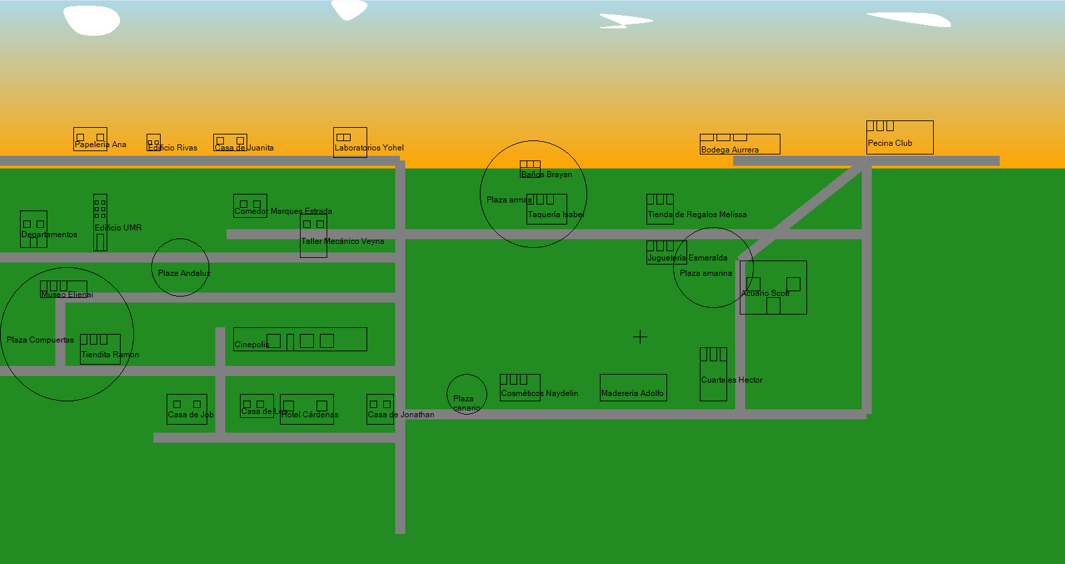 Papelería Ana
Edificio Rivas
Casa de Juanita
Laboratorios Yohel
Bodega Aurrera
Pecina Club
Baños Brayan
Plaza armas
Taquería Isabel
Tienda de Regalos Melissa
Comedor Marques Estrada
Departamentos
Edificio UMR
Taller Mecánico Veyna
Juguetería Esmeralda
Plaza Andaluz
Plaza amarina
Museo Elienai
Acuario Scott
Plaza Compuertas
Cinepolis
Tiendita Ramón
Cuarteles Hector
Cosméticos Naydelin
Maderería Adolfo
Plaza
canario
Casa de Job
Casa de Leo
Hotel Cárdenas
Casa de Jonathan